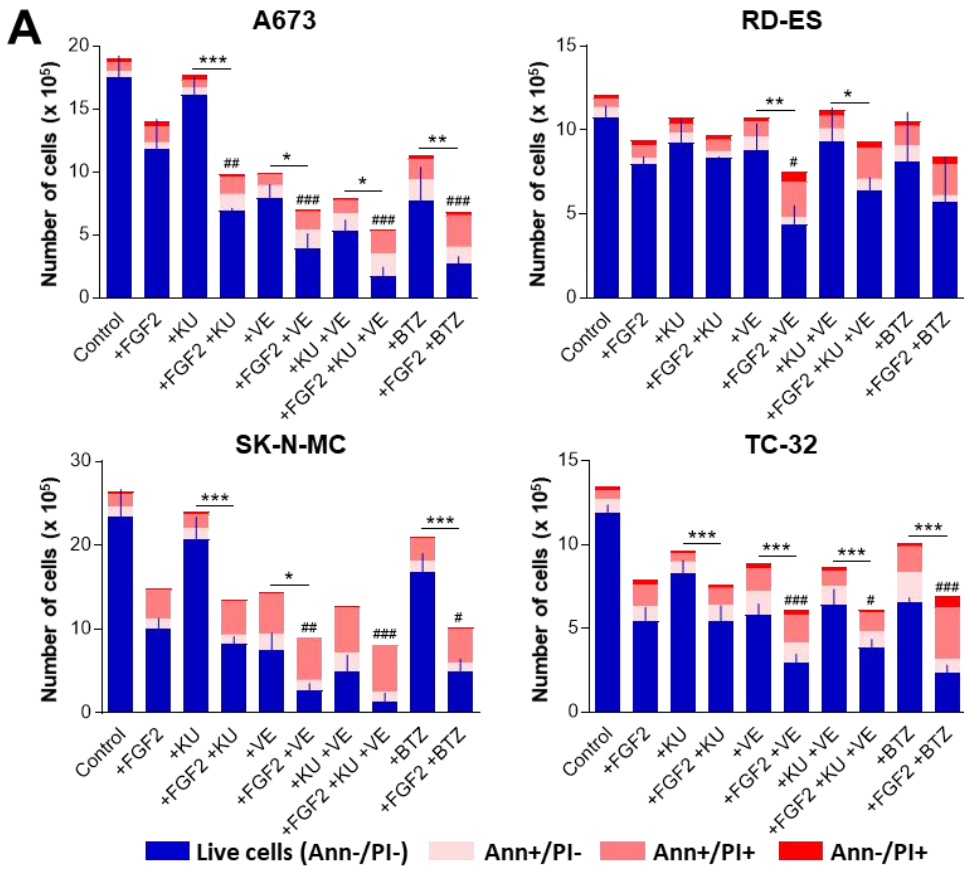 A
A673
Number of cells (x 10⁵)
20
15
10
5
0
***
##
*
###
*
###
**
###
Control
+FGF2
+KU
+FGF2 +KU
+VE
+FGF2 +VE
+KU +VE
+FGF2 +KU +VE
+BTZ
+FGF2 +BTZ
RD-ES
Number of cells (x 10⁵)
15
10
5
0
**
#
*
Control
+FGF2
+KU
+FGF2 +KU
+VE
+FGF2 +VE
+KU +VE
+FGF2 +KU +VE
+BTZ
+FGF2 +BTZ
SK-N-MC
Number of cells (x 10⁵)
30
20
10
0
***
*
##
###
***
#
Control
+FGF2
+KU
+FGF2 +KU
+VE
+FGF2 +VE
+KU +VE
+FGF2 +KU +VE
+BTZ
+FGF2 +BTZ
TC-32
Number of cells (x 10⁵)
15
10
5
0
***
***
###
***
#
***
###
Control
+FGF2
+KU
+FGF2 +KU
+VE
+FGF2 +VE
+KU +VE
+FGF2 +KU +VE
+BTZ
+FGF2 +BTZ
Live cells (Ann-/PI-)
Ann+/PI-
Ann+/PI+
Ann-/PI+